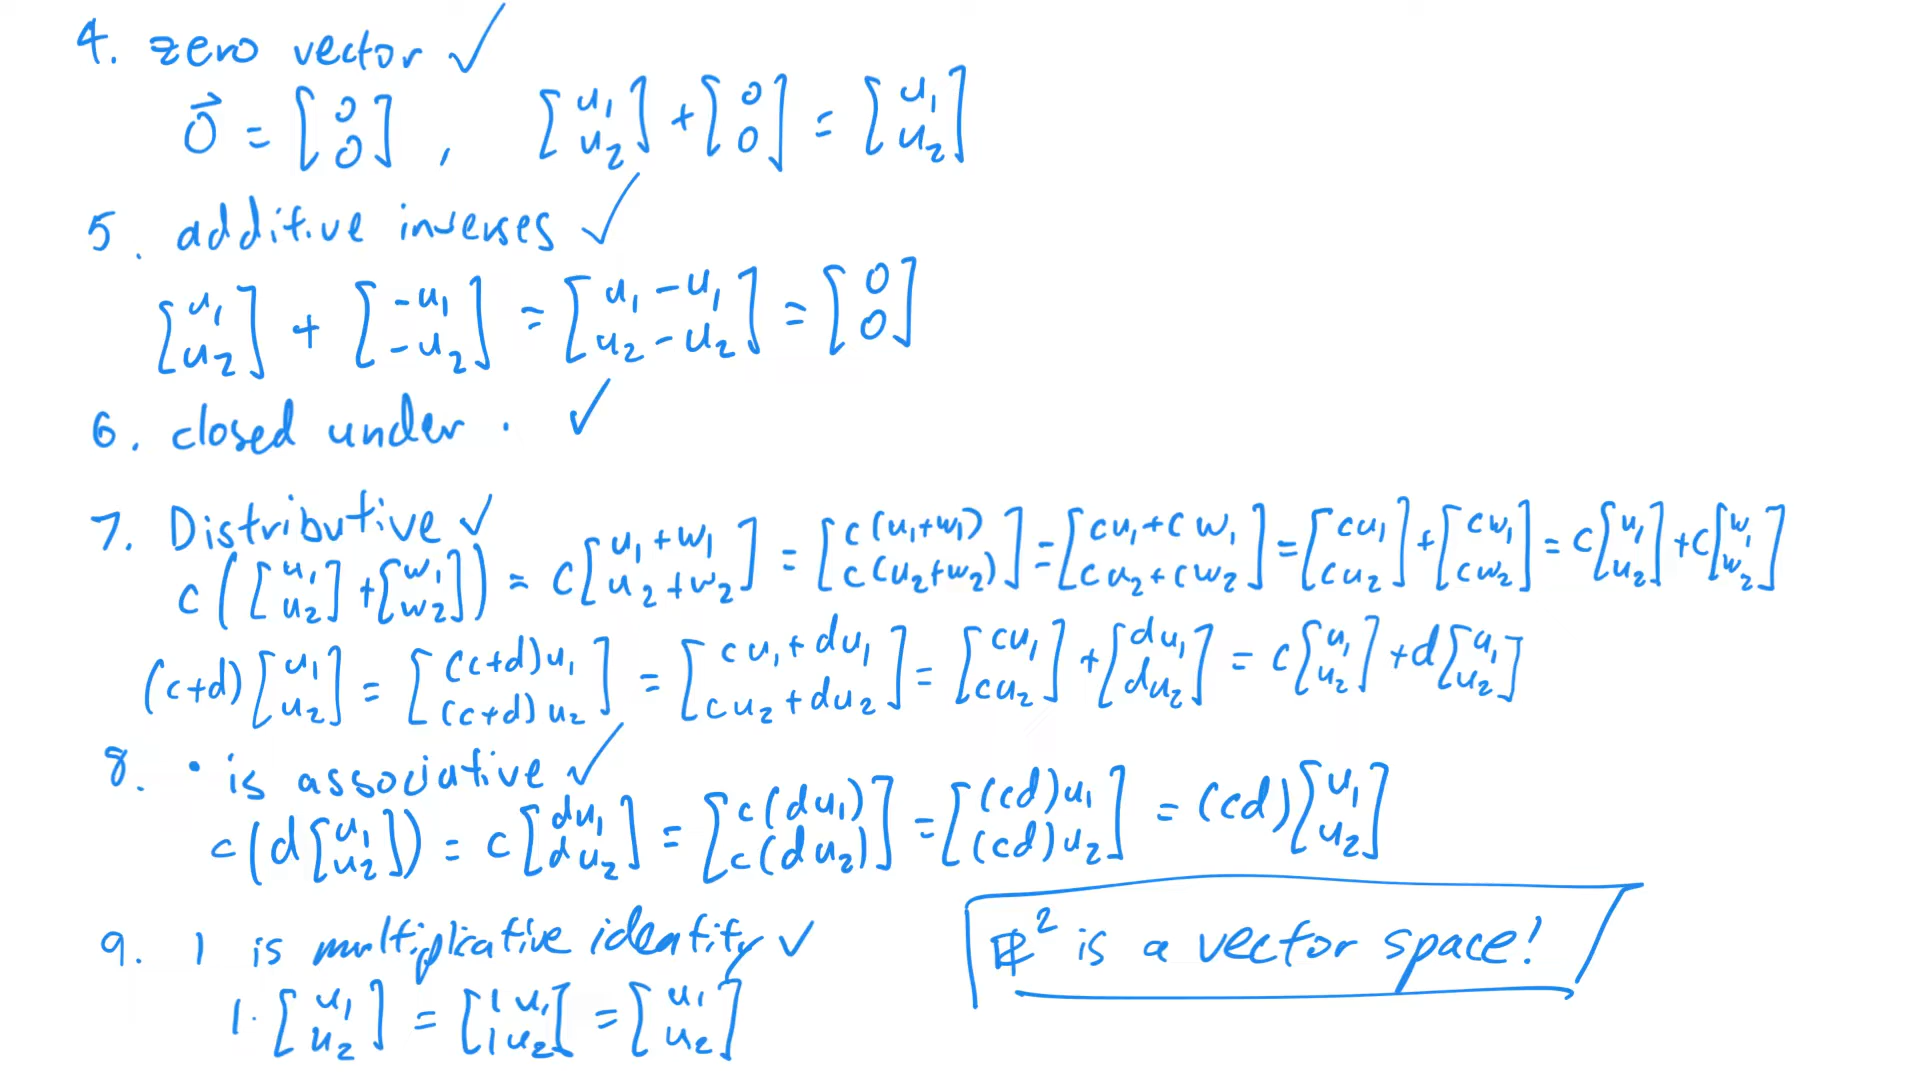 4. zero vector ✓
\vec{0} = [0 0], [u₁ u₂] + [0 0] = [u₁ u₂]
5. additive inverses ✓
[u₁ u₂] + [-u₁ -u₂] = [u₁-u₁ u₂-u₂] = [0 0]
6. closed under · ✓
7. Distributive ✓
c([u₁ u₂] + [w₁ w₂]) = c[u₁+w₁ u₂+w₂] = [c(u₁+w₁) c(u₂+w₂)] = [cu₁+cw₁ cu₂+cw₂] = [cu₁ cu₂] + [cw₁ cw₂] = c[u₁ u₂] + c[w₁ w₂]
(c+d)[u₁ u₂] = [(c+d)u₁ (c+d)u₂] = [cu₁+du₁ cu₂+du₂] = [cu₁ cu₂] + [du₁ du₂] = c[u₁ u₂] + d[u₁ u₂]
8. · is associative ✓
c(d[u₁ u₂]) = c[du₁ du₂] = [c(du₁) c(du₂)] = [(cd)u₁ (cd)u₂] = (cd)[u₁ u₂]
9. 1 is multiplicative identity ✓
1·[u₁ u₂] = [1u₁ 1u₂] = [u₁ u₂]
ℝ² is a vector space!